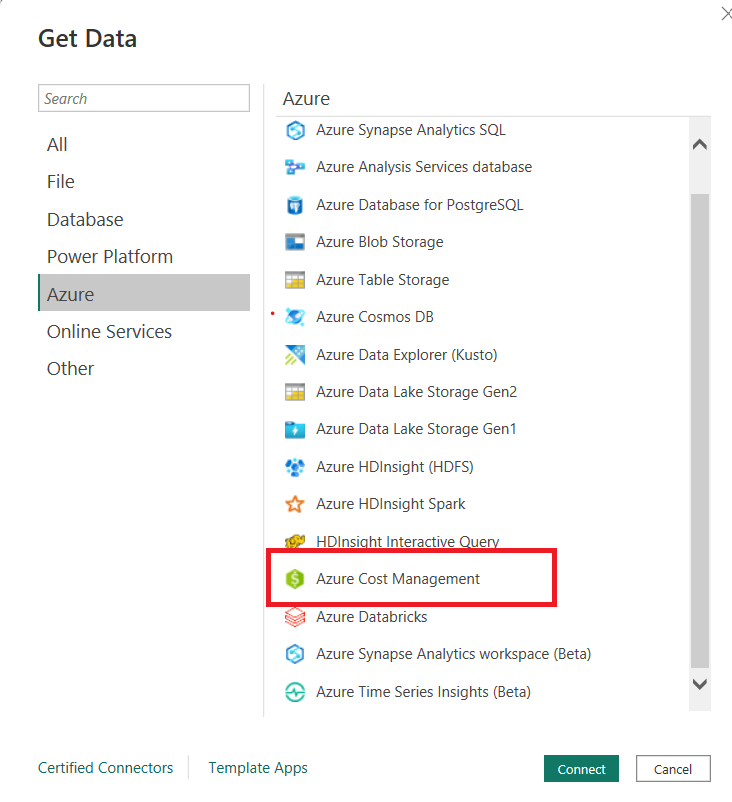 Get Data
Search
All
File
Database
Power Platform
Azure
Online Services
Other
Azure
Azure Synapse Analytics SQL
Azure Analysis Services database
Azure Database for PostgreSQL
Azure Blob Storage
Azure Table Storage
Azure Cosmos DB
Azure Data Explorer (Kusto)
Azure Data Lake Storage Gen2
Azure Data Lake Storage Gen1
Azure HDInsight (HDFS)
Azure HDInsight Spark
HDInsight Interactive Query
Azure Cost Management
Azure Databricks
Azure Synapse Analytics workspace (Beta)
Azure Time Series Insights (Beta)
Certified Connectors
Template Apps
Connect
Cancel